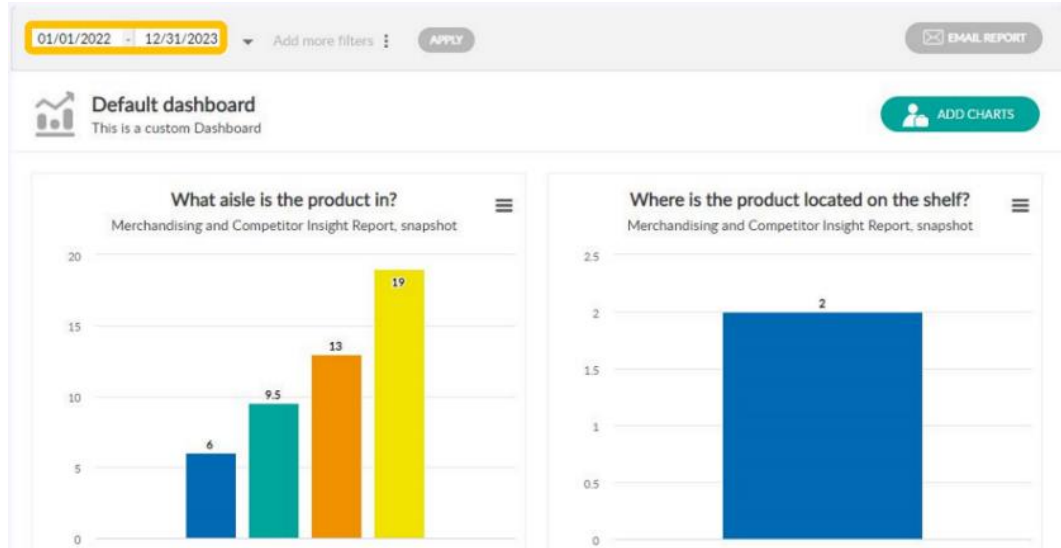 01/01/2022 - 12/31/2023 Add more filters APPLY EMAIL REPORT
Default dashboard
This is a custom Dashboard
ADD CHARTS
What aisle is the product in?
Merchandising and Competitor Insight Report, snapshot
20
15
10
5
0
6
9.5
13
19
Where is the product located on the shelf?
Merchandising and Competitor Insight Report, snapshot
2.5
2
1.5
1
0.5
0
2